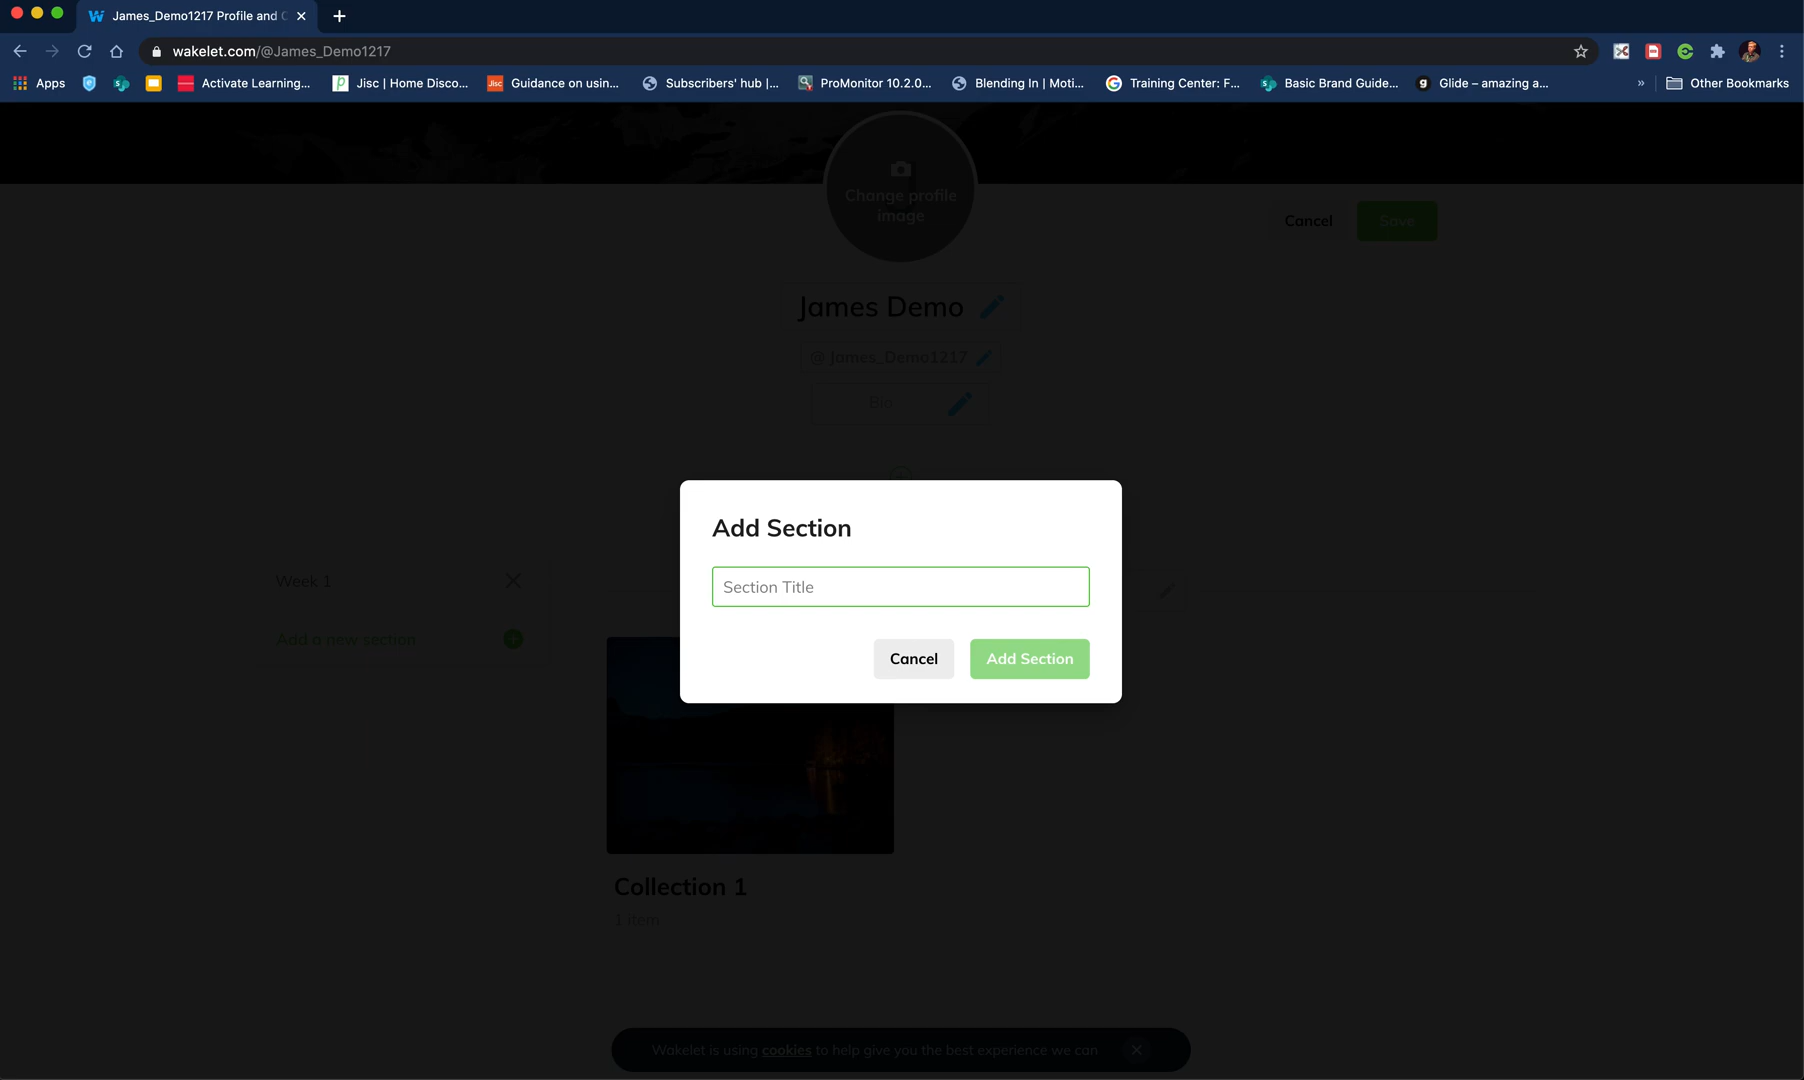 James_Demo1217 Profile and C
wakelet.com/@James_Demo1217
Apps
Activate Learning...
Jisc | Home Disco...
Jisc
Guidance on usin...
Subscribers' hub |...
ProMonitor 10.2.0...
Blending In | Moti...
Training Center: F...
Basic Brand Guide...
Glide – amazing a...
»
Other Bookmarks
Change profile
image
Cancel
Save
James Demo
@ James_Demo1217
Bio
Add Section
Week 1
Section Title
Add a new section
Cancel
Add Section
Collection 1
1 item
Wakelet is using cookies to help give you the best experience we can